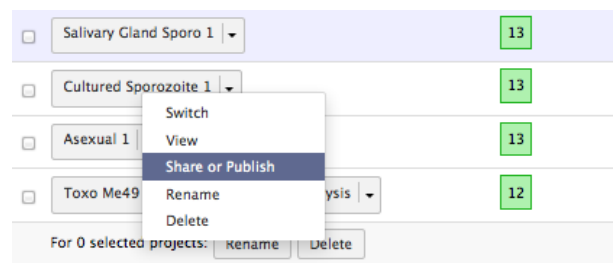 Salivary Gland Sporo 1 13
Cultured Sporozoite 1 13
Switch
Asexual 1 View 13
Share or Publish
Toxo Me49 Rename ysis 12
Delete
For 0 selected projects: Rename Delete